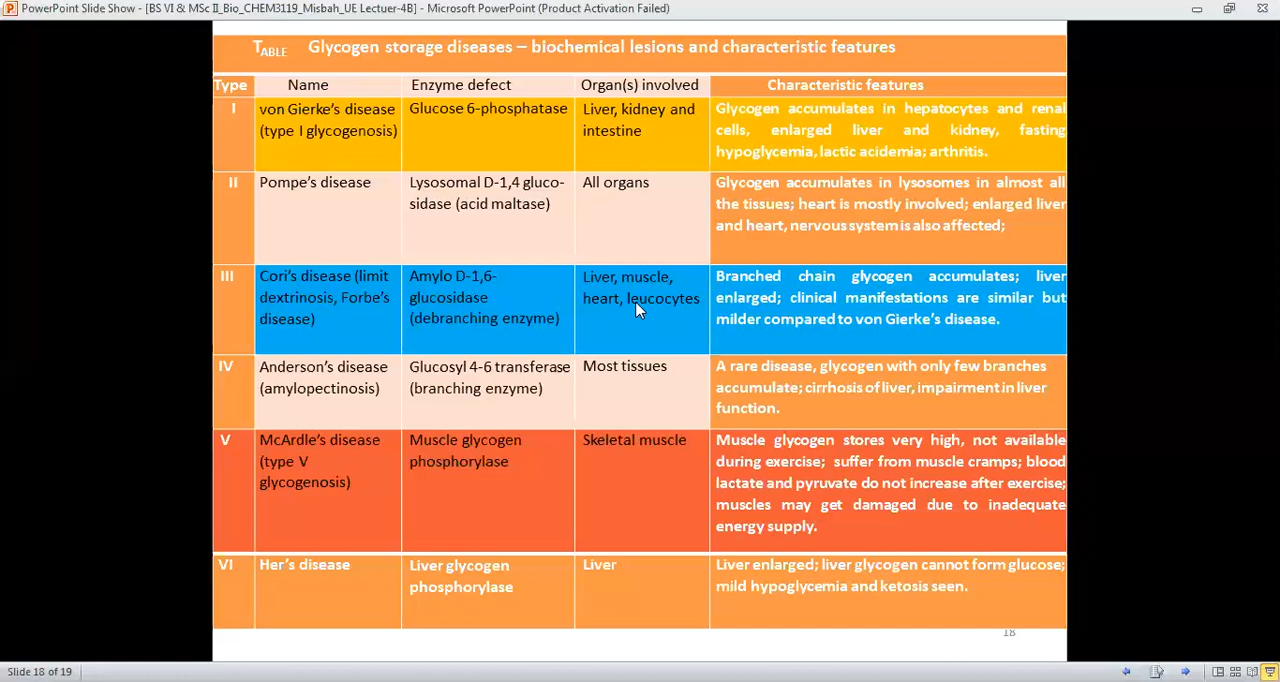 PowerPoint Slide Show - [BS VI & MSc II_Bio_CHEM3119_Misbah_UE Lectuer-4B] - Microsoft PowerPoint (Product Activation Failed)
TABLE Glycogen storage diseases – biochemical lesions and characteristic features
Type Name Enzyme defect Organ(s) involved Characteristic features
I
von Gierke's disease
(type I glycogenosis)
Glucose 6-phosphatase
Liver, kidney and
intestine
Glycogen accumulates in hepatocytes and renal
cells, enlarged liver and kidney, fasting
hypoglycemia, lactic acidemia; arthritis.
II
Pompe's disease
Lysosomal D-1,4 gluco-
sidase (acid maltase)
All organs
Glycogen accumulates in lysosomes in almost all
the tissues; heart is mostly involved; enlarged liver
and heart, nervous system is also affected;
III
Cori's disease (limit
dextrinosis, Forbe's
disease)
Amylo D-1,6-
glucosidase
(debranching enzyme)
Liver, muscle,
heart, leucocytes
Branched chain glycogen accumulates; liver
enlarged; clinical manifestations are similar but
milder compared to von Gierke's disease.
IV
Anderson's disease
(amylopectinosis)
Glucosyl 4-6 transferase
(branching enzyme)
Most tissues
A rare disease, glycogen with only few branches
accumulate; cirrhosis of liver, impairment in liver
function.
V
McArdle's disease
(type V
glycogenosis)
Muscle glycogen
phosphorylase
Skeletal muscle
Muscle glycogen stores very high, not available
during exercise; suffer from muscle cramps; blood
lactate and pyruvate do not increase after exercise;
muscles may get damaged due to inadequate
energy supply.
VI
Her's disease
Liver glycogen
phosphorylase
Liver
Liver enlarged; liver glycogen cannot form glucose;
mild hypoglycemia and ketosis seen.
18
Slide 18 of 19